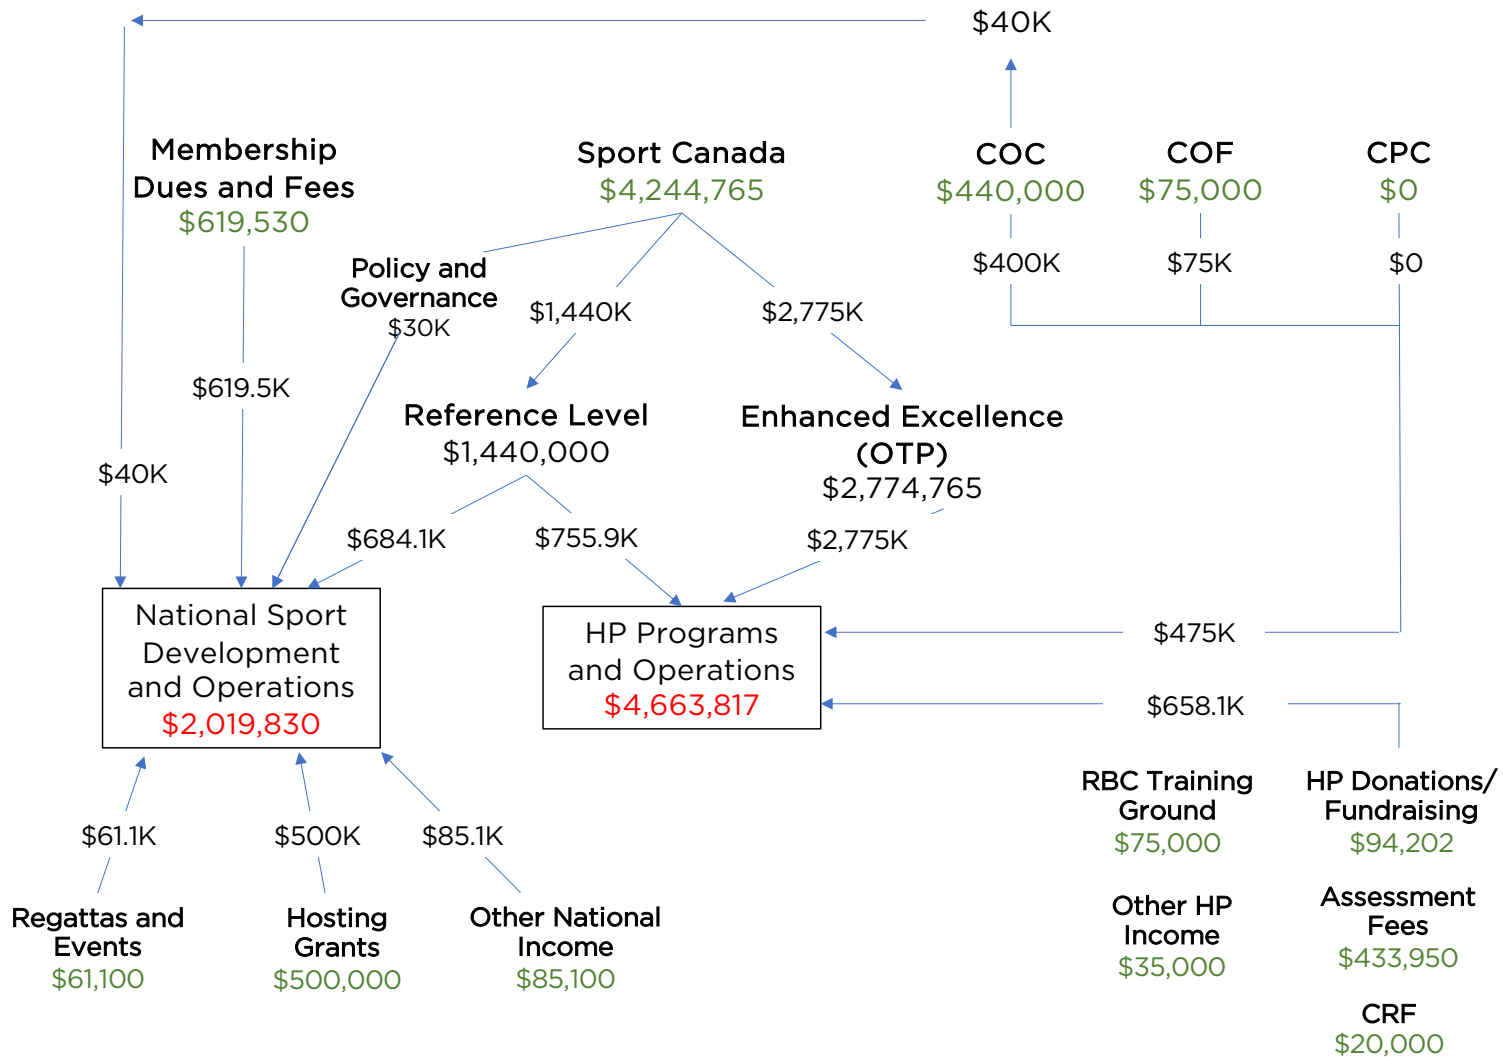 $40K
Membership
Dues and Fees
$619,530
Sport Canada
$4,244,765
COC
$440,000
COF
$75,000
CPC
$0
Policy and
Governance
$30K
$1,440K
$2,775K
$400K
$75K
$0
$619.5K
$40K
Reference Level
$1,440,000
Enhanced Excellence
(OTP)
$2,774,765
$684.1K
$755.9K
$2,775K
National Sport
Development
and Operations
$2,019,830
HP Programs
and Operations
$4,663,817
$475K
$658.1K
$61.1K
$500K
$85.1K
Regattas and
Events
$61,100
Hosting
Grants
$500,000
Other National
Income
$85,100
RBC Training
Ground
$75,000
HP Donations/
Fundraising
$94,202
Other HP
Income
$35,000
Assessment
Fees
$433,950
CRF
$20,000